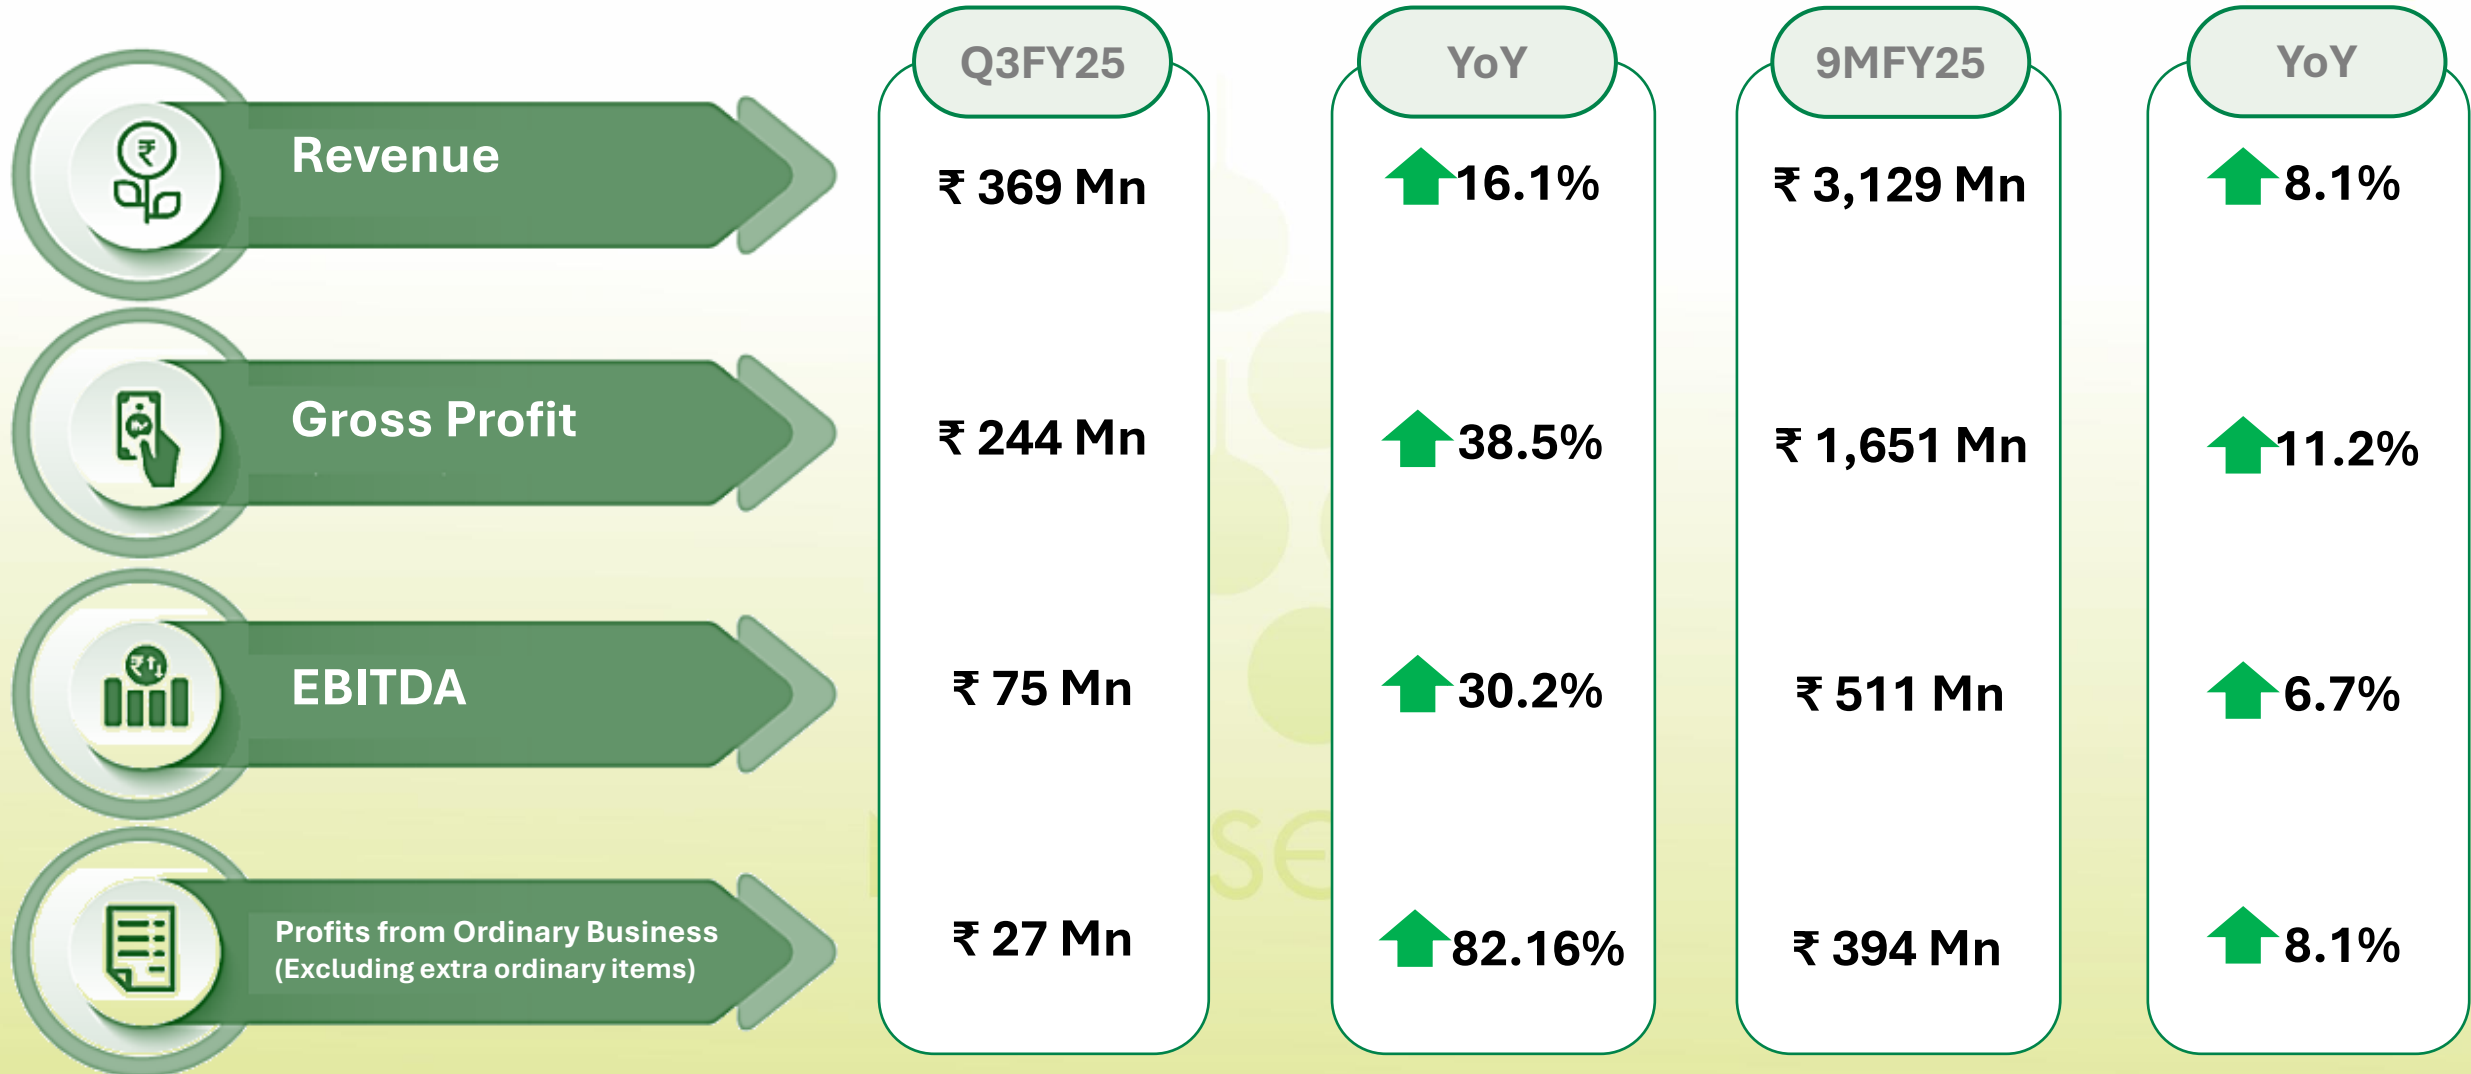 Q3FY25 YoY 9MFY25 YoY
Revenue ₹ 369 Mn 16.1% ₹ 3,129 Mn 8.1%
Gross Profit ₹ 244 Mn 38.5% ₹ 1,651 Mn 11.2%
EBITDA ₹ 75 Mn 30.2% ₹ 511 Mn 6.7%
Profits from Ordinary Business
(Excluding extra ordinary items) ₹ 27 Mn 82.16% ₹ 394 Mn 8.1%